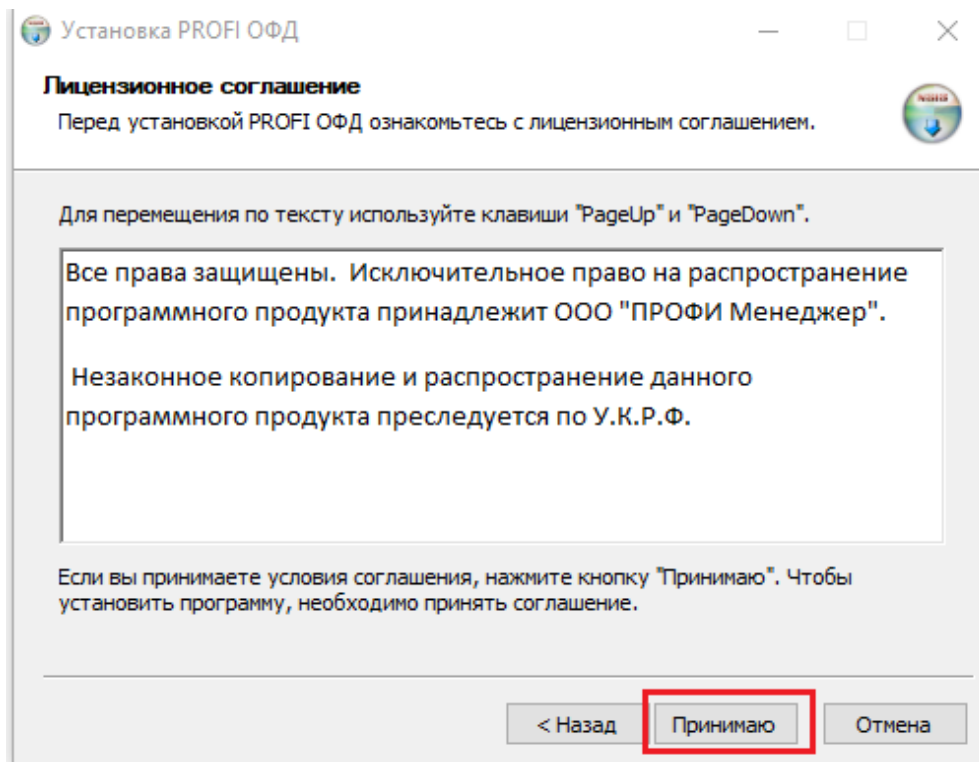 Установка PROFI ОФД
Лицензионное соглашение
Перед установкой PROFI ОФД ознакомьтесь с лицензионным соглашением.
Для перемещения по тексту используйте клавиши "PageUp" и "PageDown".
Все права защищены. Исключительное право на распространение
программного продукта принадлежит ООО "ПРОФИ Менеджер".
Незаконное копирование и распространение данного
программного продукта преследуется по У.К.Р.Ф.
Если вы принимаете условия соглашения, нажмите кнопку "Принимаю". Чтобы
установить программу, необходимо принять соглашение.
< Назад
Принимаю
Отмена